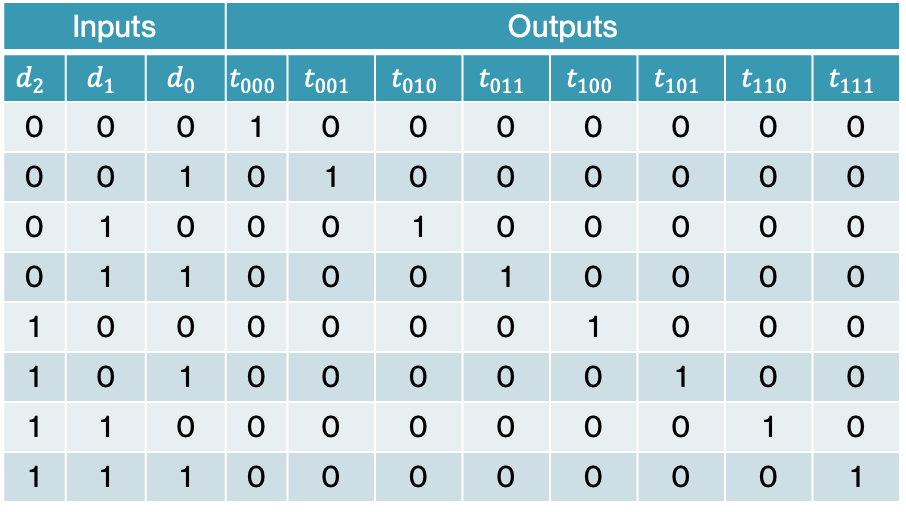 Inputs Outputs
d₂ d₁ d₀ t₀₀₀ t₀₀₁ t₀₁₀ t₀₁₁ t₁₀₀ t₁₀₁ t₁₁₀ t₁₁₁
0 0 0 1 0 0 0 0 0 0 0
0 0 1 0 1 0 0 0 0 0 0
0 1 0 0 0 1 0 0 0 0 0
0 1 1 0 0 0 1 0 0 0 0
1 0 0 0 0 0 0 1 0 0 0
1 0 1 0 0 0 0 0 1 0 0
1 1 0 0 0 0 0 0 0 1 0
1 1 1 0 0 0 0 0 0 0 1